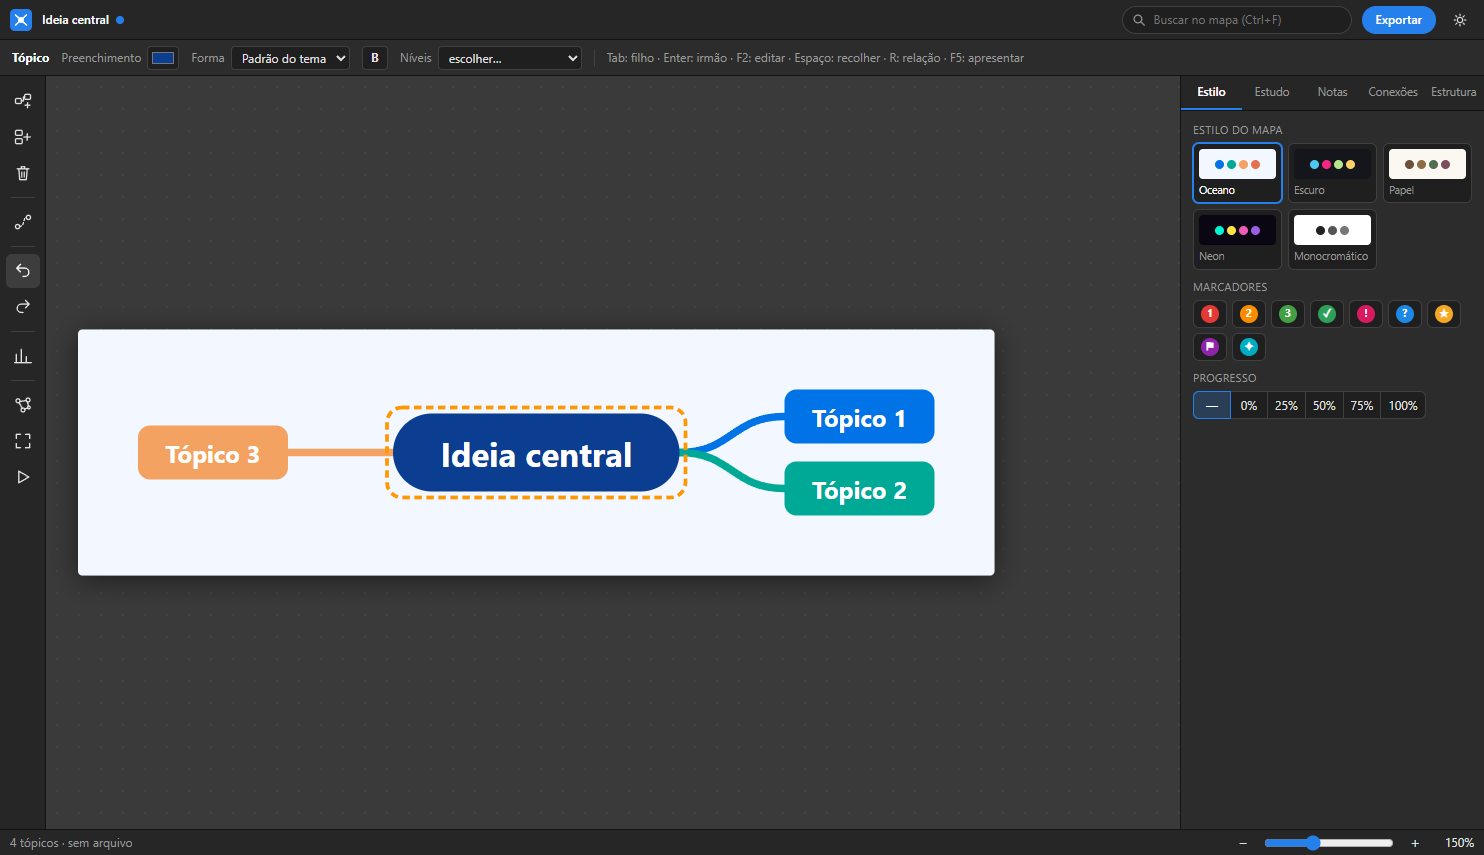 Ideia central
Buscar no mapa (Ctrl+F)
Exportar
Tópico Preenchimento Forma Padrão do tema B Níveis escolher... Tab: filho · Enter: irmão · F2: editar · Espaço: recolher · R: relação · F5: apresentar
Estilo Estudo Notas Conexões Estrutura
ESTILO DO MAPA
Oceano Escuro Papel
Neon Monocromático
MARCADORES
1 2 3 ! ?
PROGRESSO
— 0% 25% 50% 75% 100%
Tópico 1
Tópico 3 Ideia central
Tópico 2
4 tópicos · sem arquivo
− + 150%